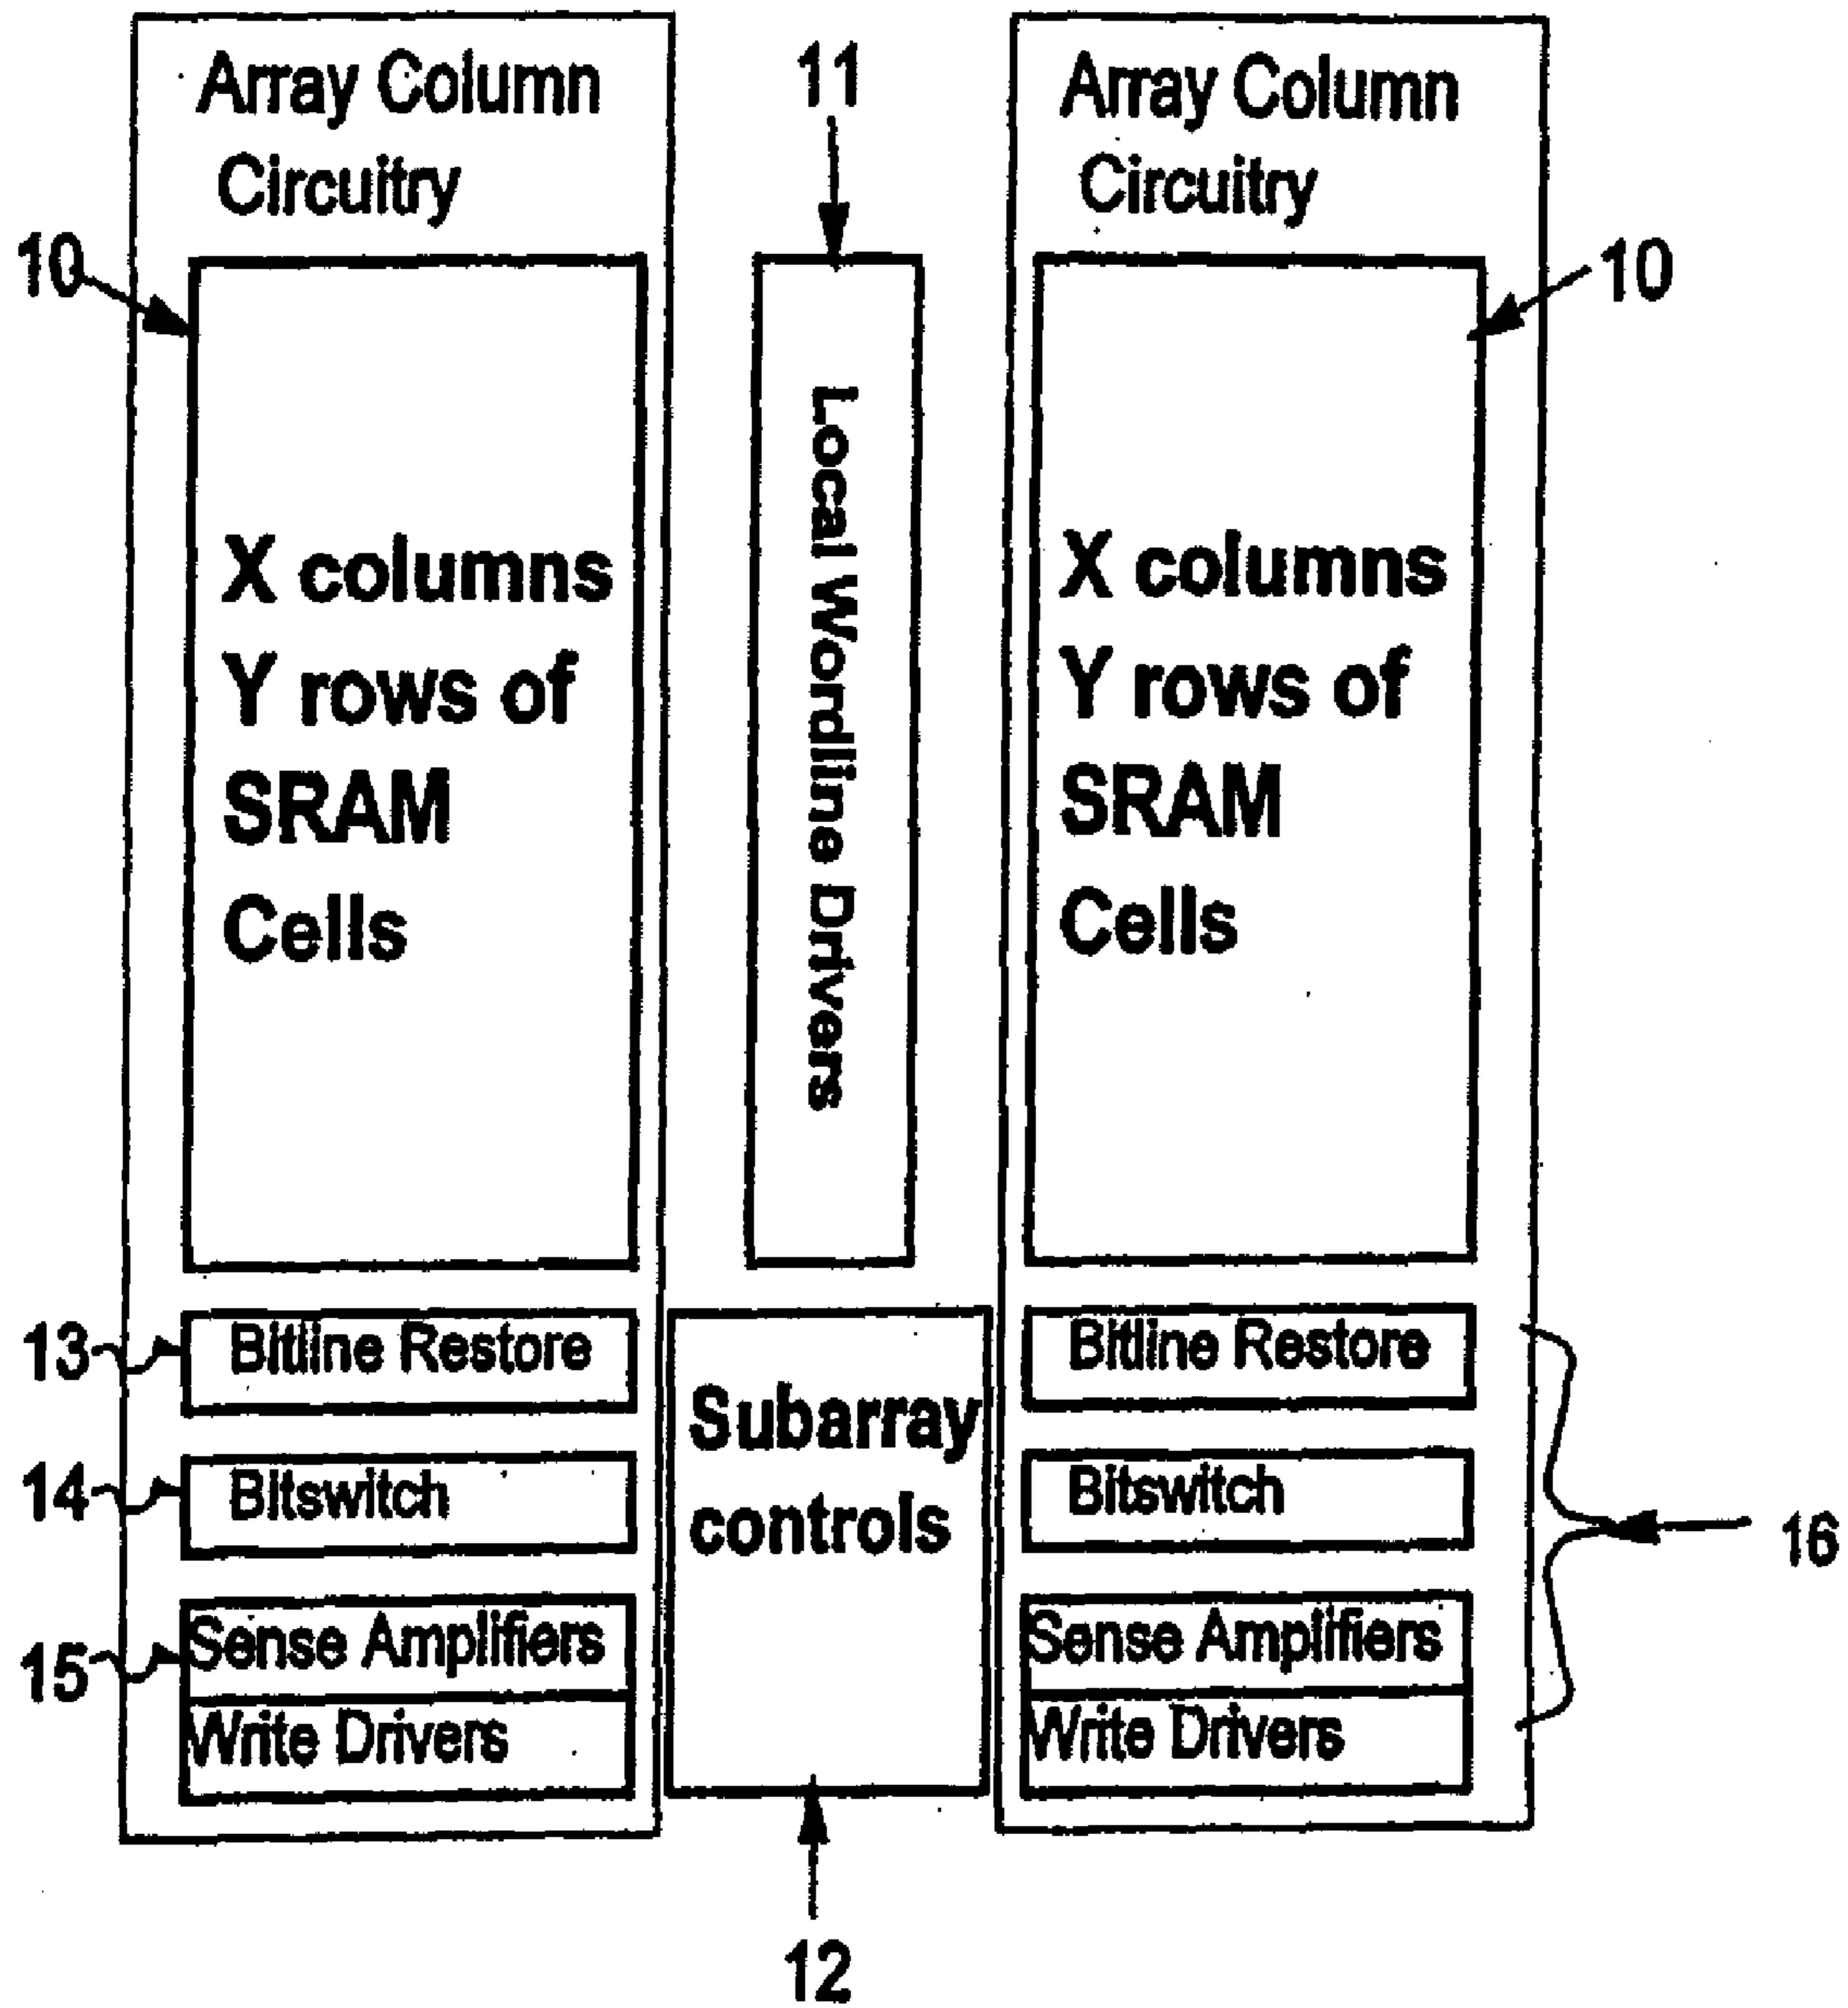 Array Column
Circuitry
10
X columns
Y rows of
SRAM
Cells
13
Bitline Restore
14
Bitswitch
15
Sense Amplifiers
Write Drivers
11
Local Wordline Drivers
Subarray
controls
12
Array Column
Circuitry
10
X columns
Y rows of
SRAM
Cells
Bitline Restore
Bitswitch
Sense Amplifiers
Write Drivers
16